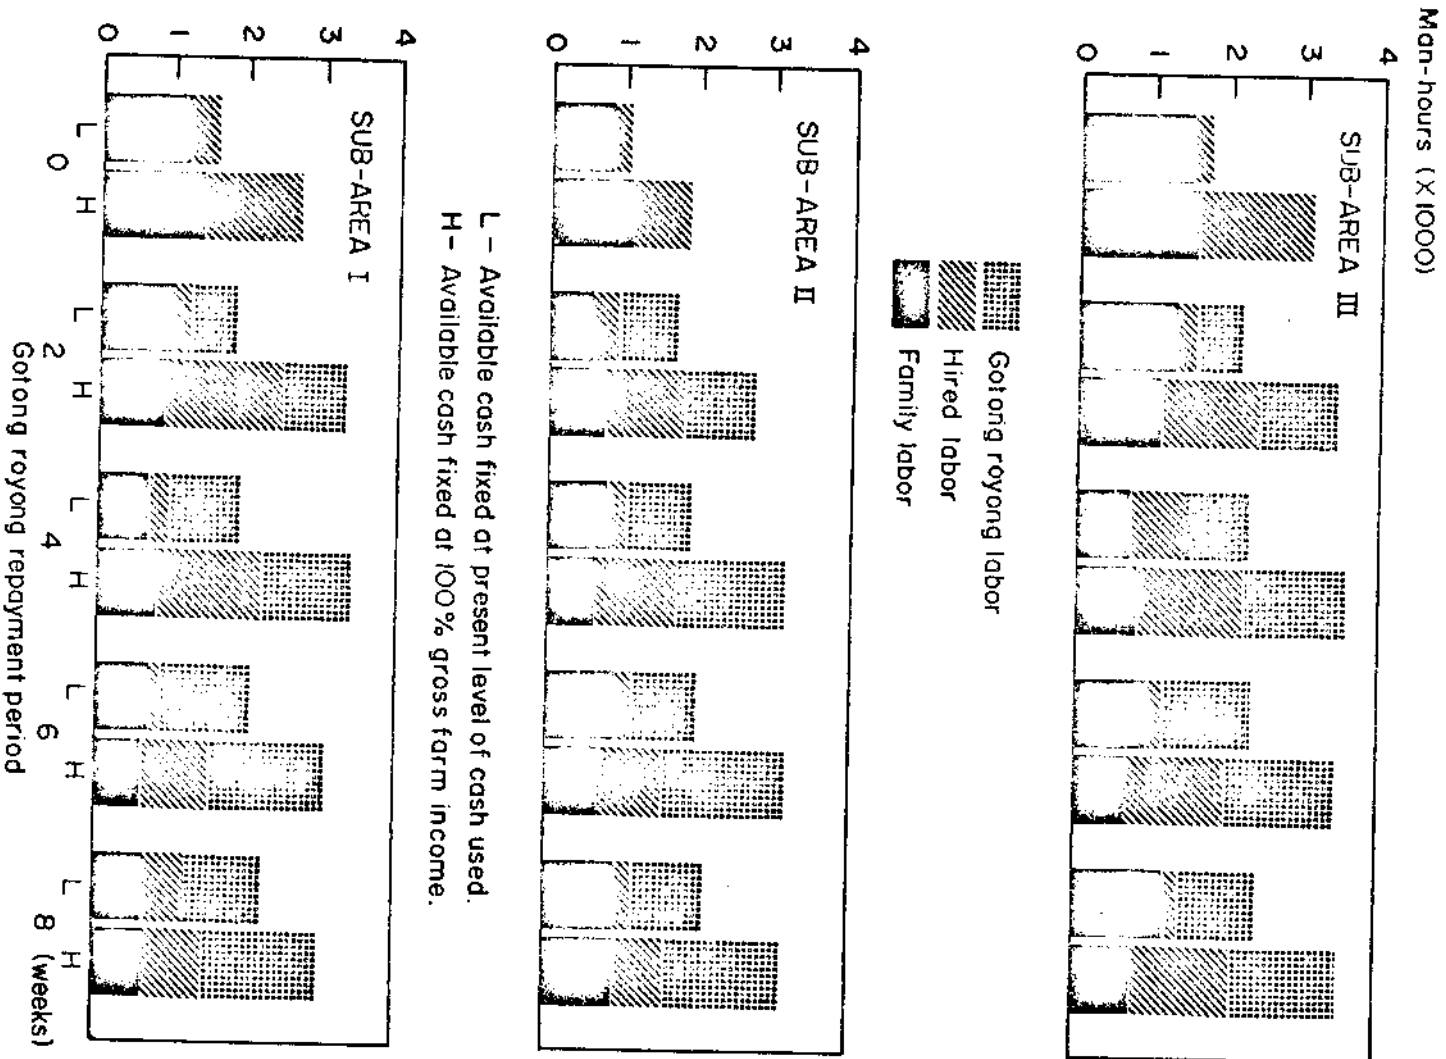 Man-hours (X1000)
4
3
2
1
0
SUB-AREA III
Gotong royong labor
Hired labor
Family labor
4
3
2
1
0
SUB-AREA II
L – Available cash fixed at present level of cash used.
H– Available cash fixed at 100% gross farm income.
4
3
2
1
0
SUB-AREA I
L H L H L H L H L H
0 2 4 6 8 (weeks)
Gotong royong repayment period